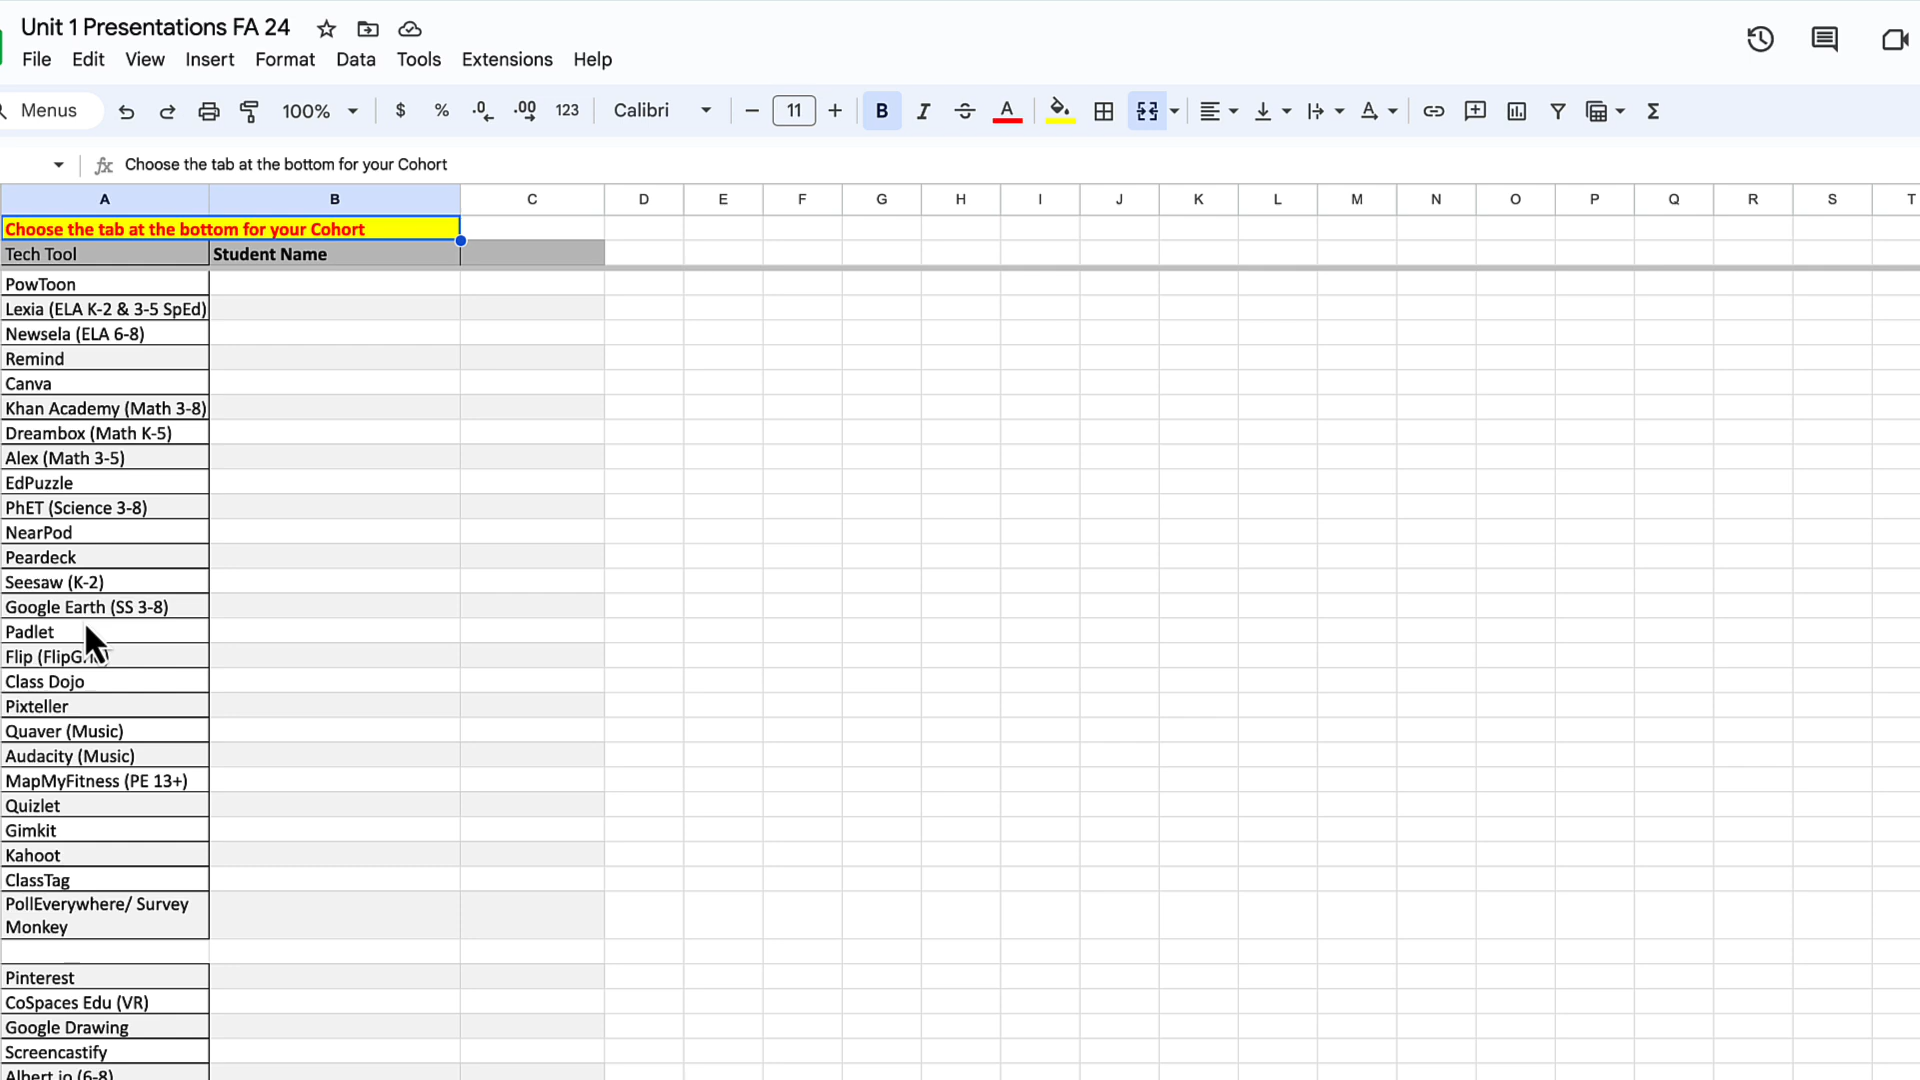 Unit 1 Presentations FA 24
File Edit View Insert Format Data Tools Extensions Help
Menus 100% $ % .0 .00 123 Calibri 11 B I A Σ
fx Choose the tab at the bottom for your Cohort
A B C D E F G H I J K L M N O P Q R S T
Choose the tab at the bottom for your Cohort
Tech Tool Student Name
PowToon
Lexia (ELA K-2 & 3-5 SpEd)
Newsela (ELA 6-8)
Remind
Canva
Khan Academy (Math 3-8)
Dreambox (Math K-5)
Alex (Math 3-5)
EdPuzzle
PhET (Science 3-8)
NearPod
Peardeck
Seesaw (K-2)
Google Earth (SS 3-8)
Padlet
Flip
Class Dojo
Pixteller
Quaver (Music)
Audacity (Music)
MapMyFitness (PE 13+)
Quizlet
Gimkit
Kahoot
ClassTag
PollEverywhere/ Survey
Monkey
Pinterest
CoSpaces Edu (VR)
Google Drawing
Screencastify
Albert.io (6-8)